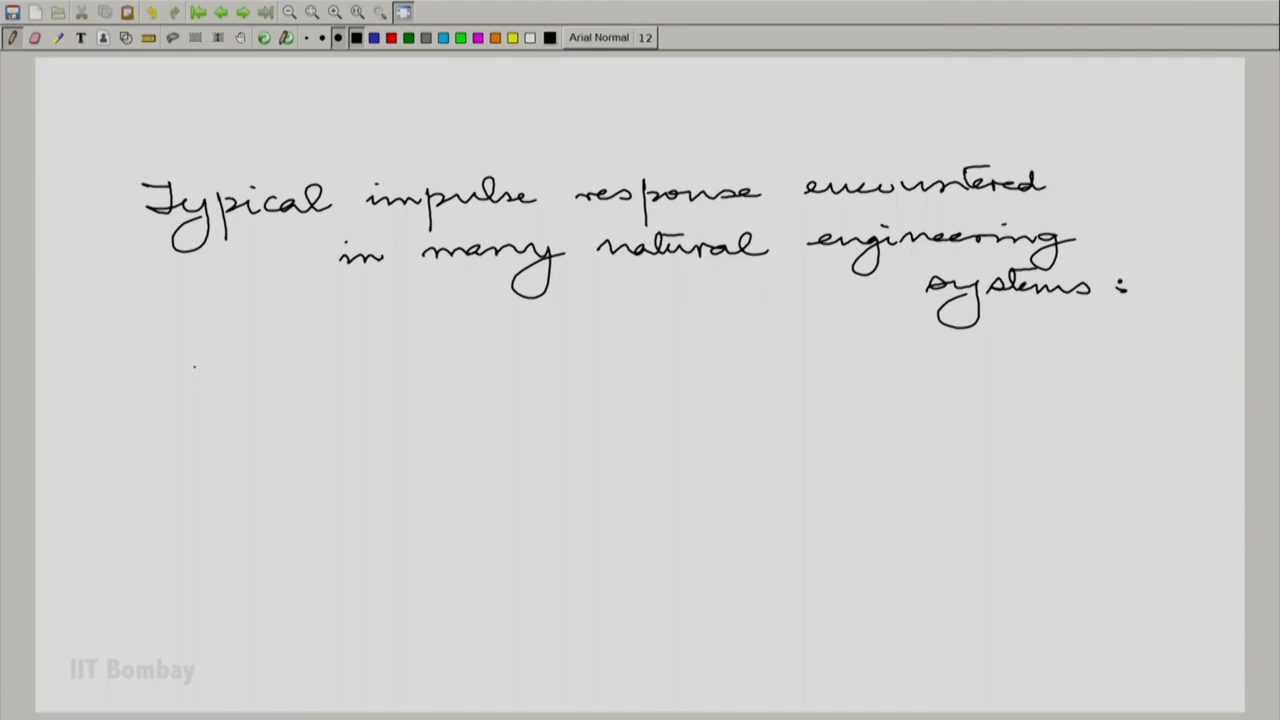 Arial Normal 12
Typical impulse response encountered
in many natural engineering
systems :
IIT Bombay